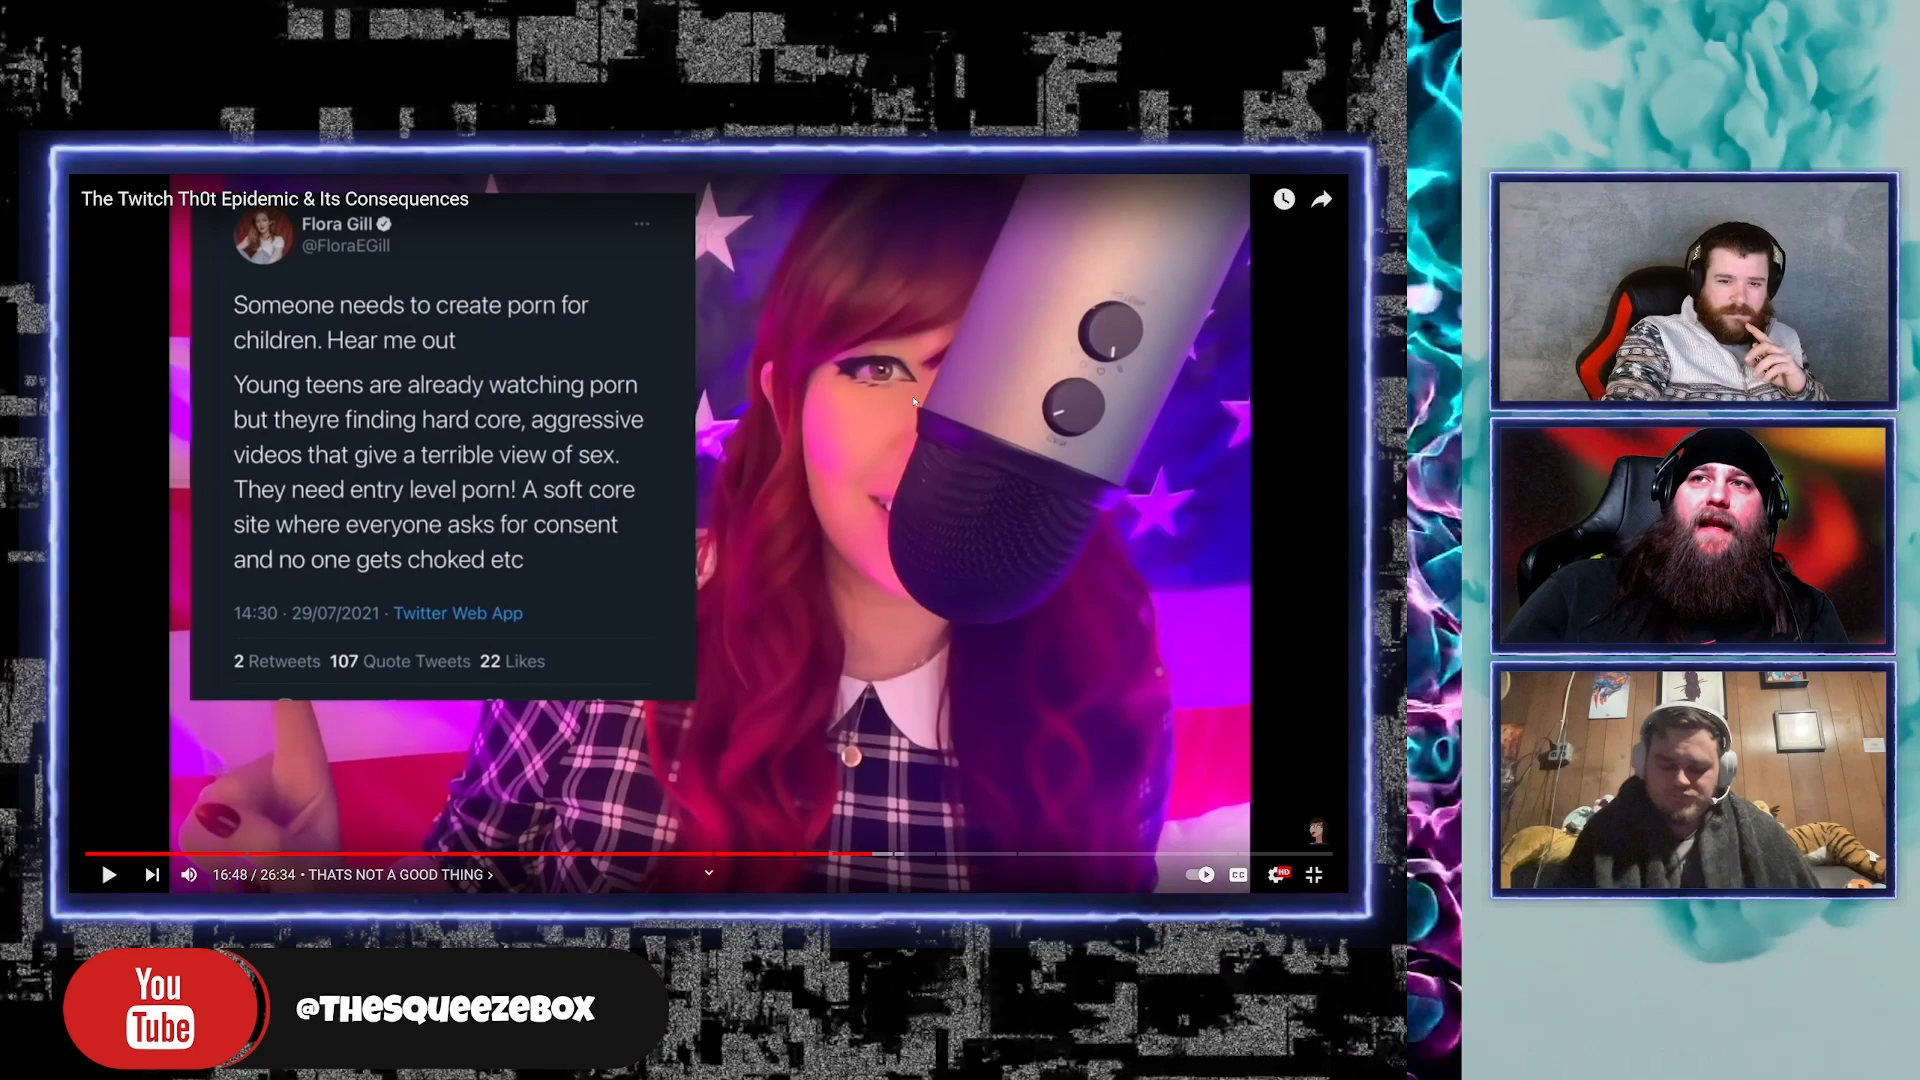 The Twitch Th0t Epidemic & Its Consequences
Flora Gill
@FloraEGill
Someone needs to create porn for
children. Hear me out
Young teens are already watching porn
but theyre finding hard core, aggressive
videos that give a terrible view of sex.
They need entry level porn! A soft core
site where everyone asks for consent
and no one gets choked etc
14:30 · 29/07/2021 · Twitter Web App
2 Retweets 107 Quote Tweets 22 Likes
16:48 / 26:34 • THATS NOT A GOOD THING ›
CC
HD
You
Tube
@THESQUEEZEBOX